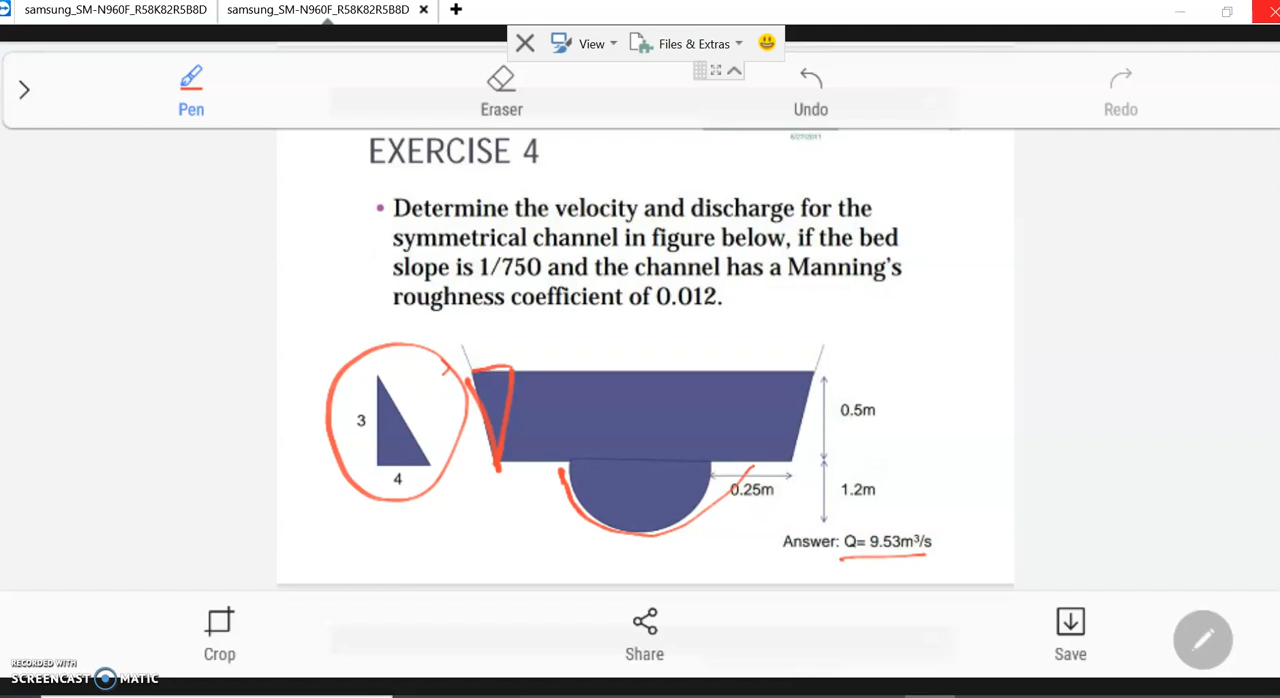 samsung_SM-N960F_R58K82R5B8D
samsung_SM-N960F_R58K82R5B8D
View
Files & Extras
Pen
Eraser
Undo
Redo
6/27/2011
EXERCISE 4
• Determine the velocity and discharge for the
symmetrical channel in figure below, if the bed
slope is 1/750 and the channel has a Manning's
roughness coefficient of 0.012.
3
4
0.5m
0.25m
1.2m
Answer: Q= 9.53m³/s
Crop
Share
Save
RECORDED WITH
SCREENCAST MATIC